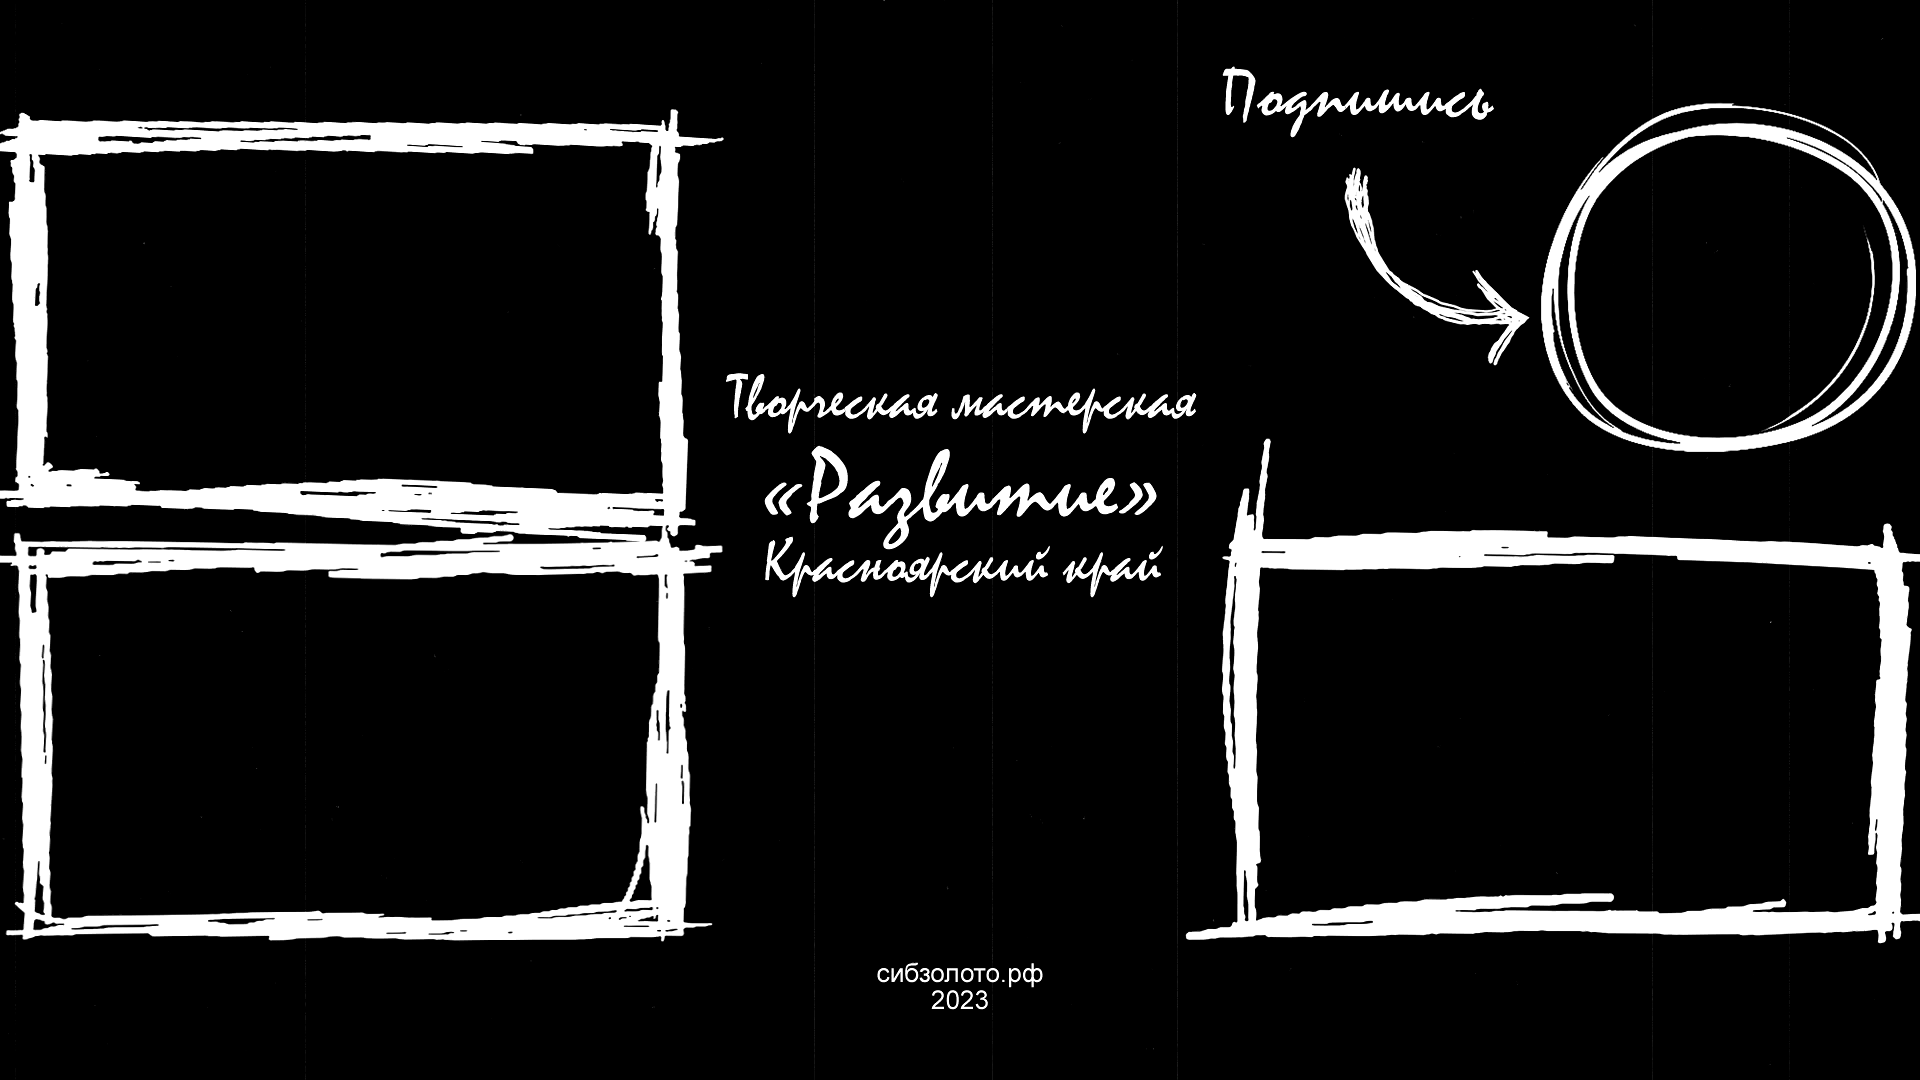 Подпишись
Творческая мастерская
«Развитие»
Красноярский край
сибзолото.рф
2023